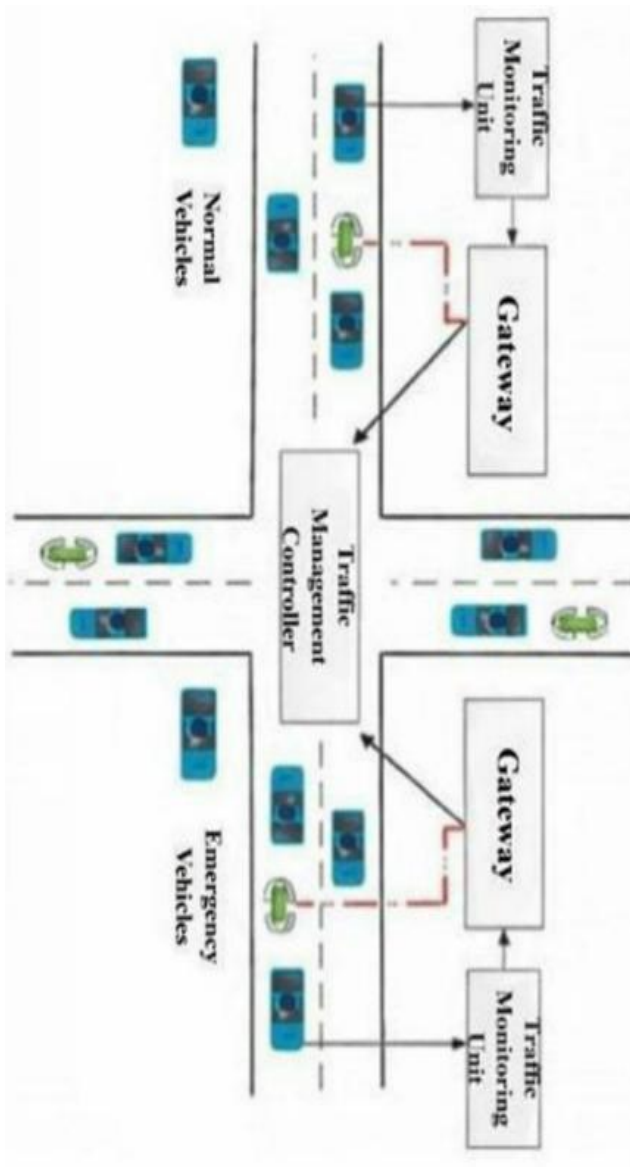 Traffic
Monitoring
Unit
Gateway
Normal
Vehicles
Traffic
Management
Controller
Gateway
Emergency
Vehicles
Traffic
Monitoring
Unit